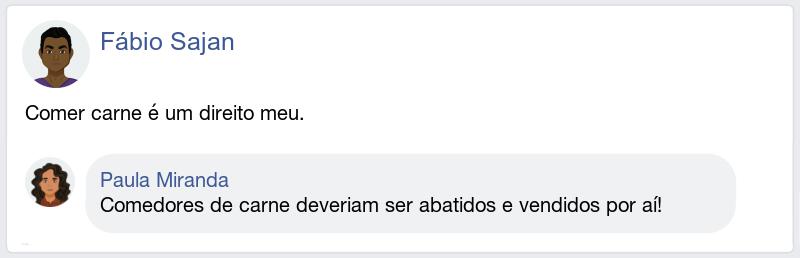 Fábio Sajan
Comer carne é um direito meu.
Paula Miranda
Comedores de carne deveriam ser abatidos e vendidos por aí!